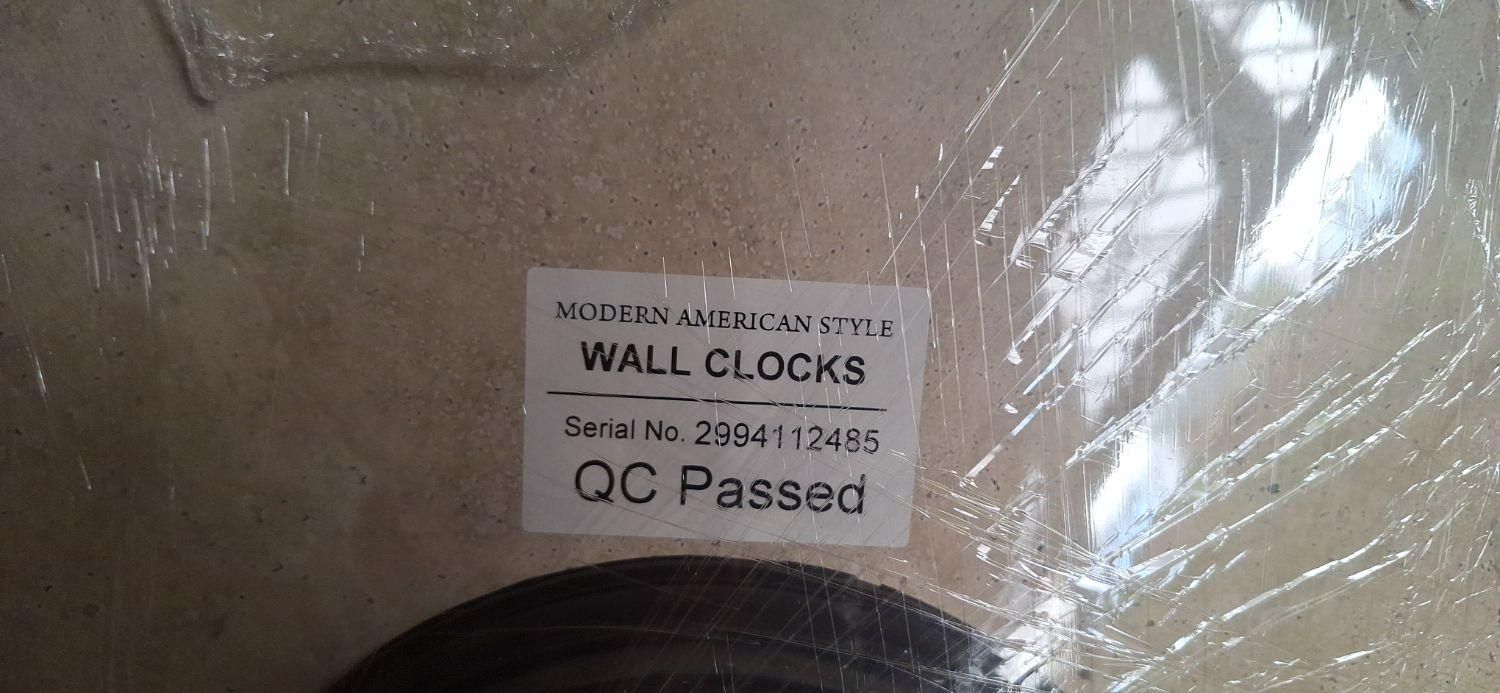 MODERN AMERICAN STYLE
WALL CLOCKS
Serial No. 2994112485
QC Passed